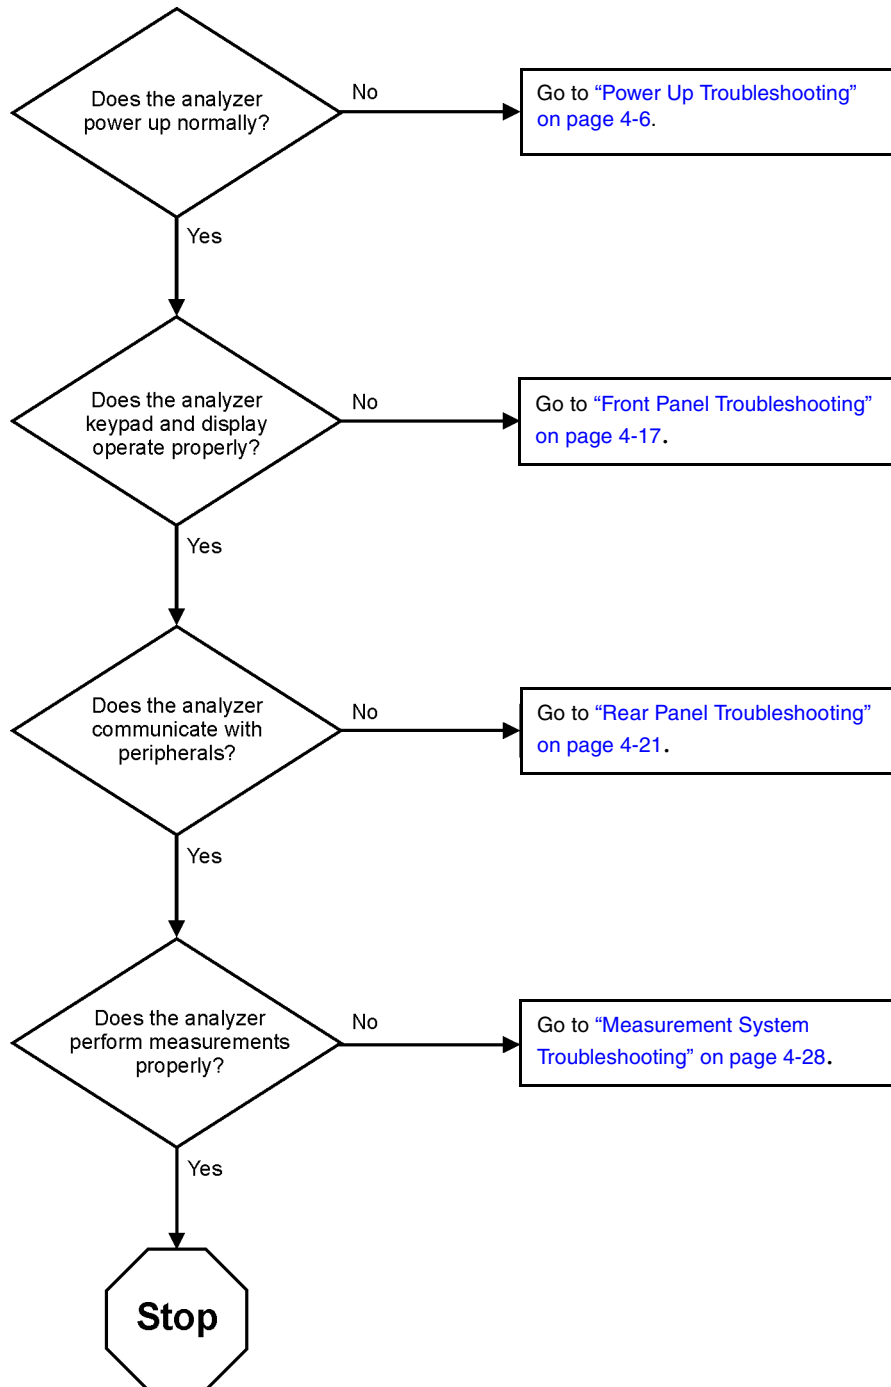 Does the analyzer
power up normally?
No
Go to “Power Up Troubleshooting”
on page 4-6.
Yes
Does the analyzer
keypad and display
operate properly?
No
Go to “Front Panel Troubleshooting”
on page 4-17.
Yes
Does the analyzer
communicate with
peripherals?
No
Go to “Rear Panel Troubleshooting”
on page 4-21.
Yes
Does the analyzer
perform measurements
properly?
No
Go to “Measurement System
Troubleshooting” on page 4-28.
Yes
Stop